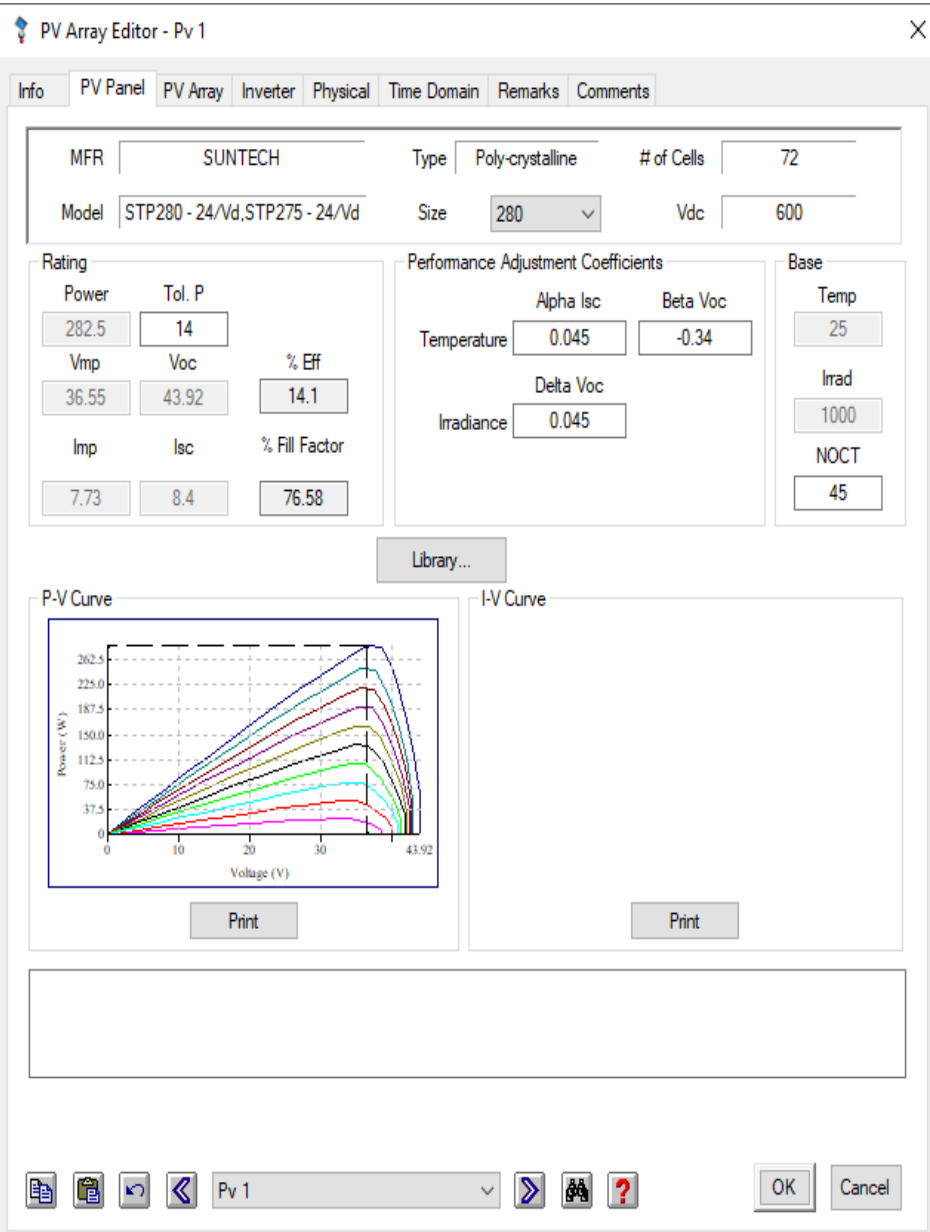 PV Array Editor - Pv 1
Info PV Panel PV Array Inverter Physical Time Domain Remarks Comments
MFR SUNTECH Type Poly-crystalline # of Cells 72
Model STP280 - 24/Vd,STP275 - 24/Vd Size 280 Vdc 600
Rating
Power Tol. P
282.5 14
Vmp Voc % Eff
36.55 43.92 14.1
Imp Isc % Fill Factor
7.73 8.4 76.58
Performance Adjustment Coefficients
Alpha Isc Beta Voc
Temperature 0.045 -0.34
Delta Voc
Irradiance 0.045
Base
Temp
25
Irrad
1000
NOCT
45
Library...
P-V Curve
Power (W)
262.5
225.0
187.5
150.0
112.5
75.0
37.5
0
0 10 20 30 43.92
Voltage (V)
Print
I-V Curve
Print
Pv 1
?
OK Cancel